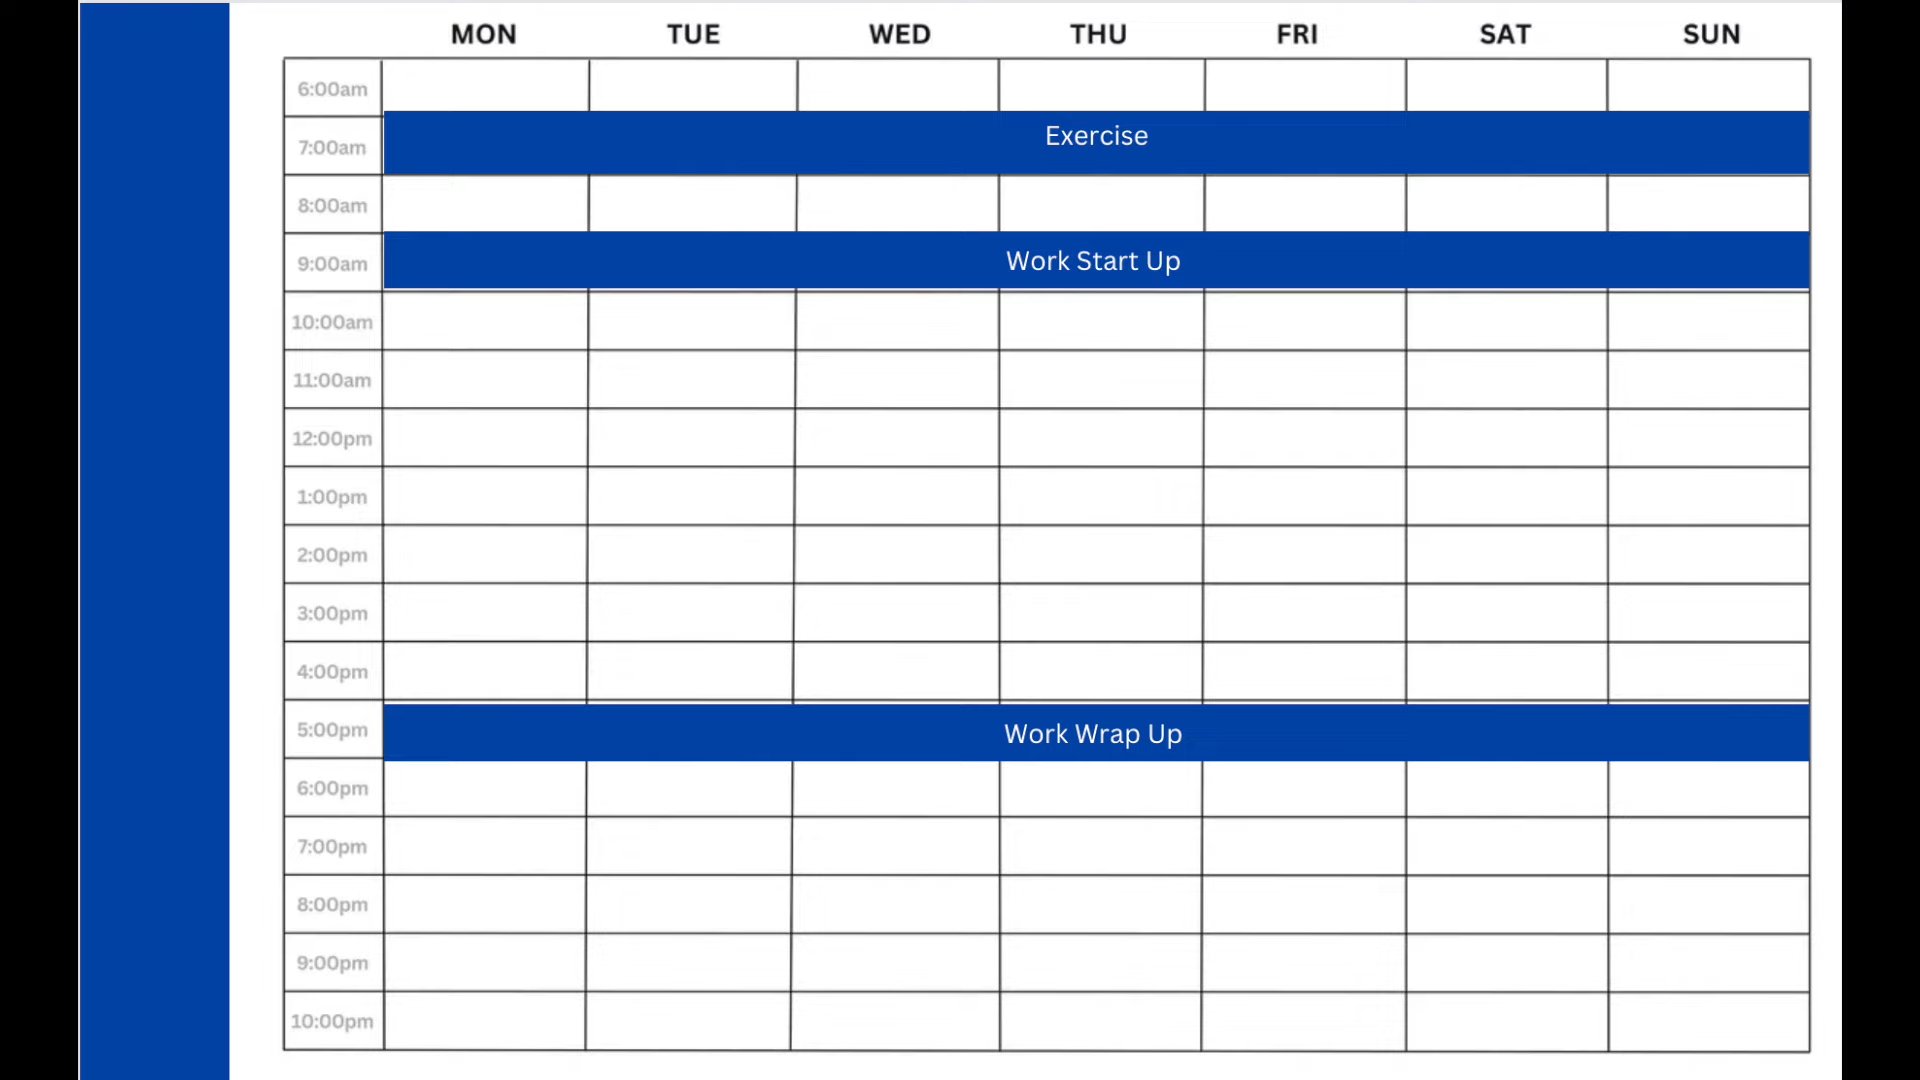 MON TUE WED THU FRI SAT SUN
6:00am
7:00am Exercise
8:00am
9:00am Work Start Up
10:00am
11:00am
12:00pm
1:00pm
2:00pm
3:00pm
4:00pm
5:00pm Work Wrap Up
6:00pm
7:00pm
8:00pm
9:00pm
10:00pm